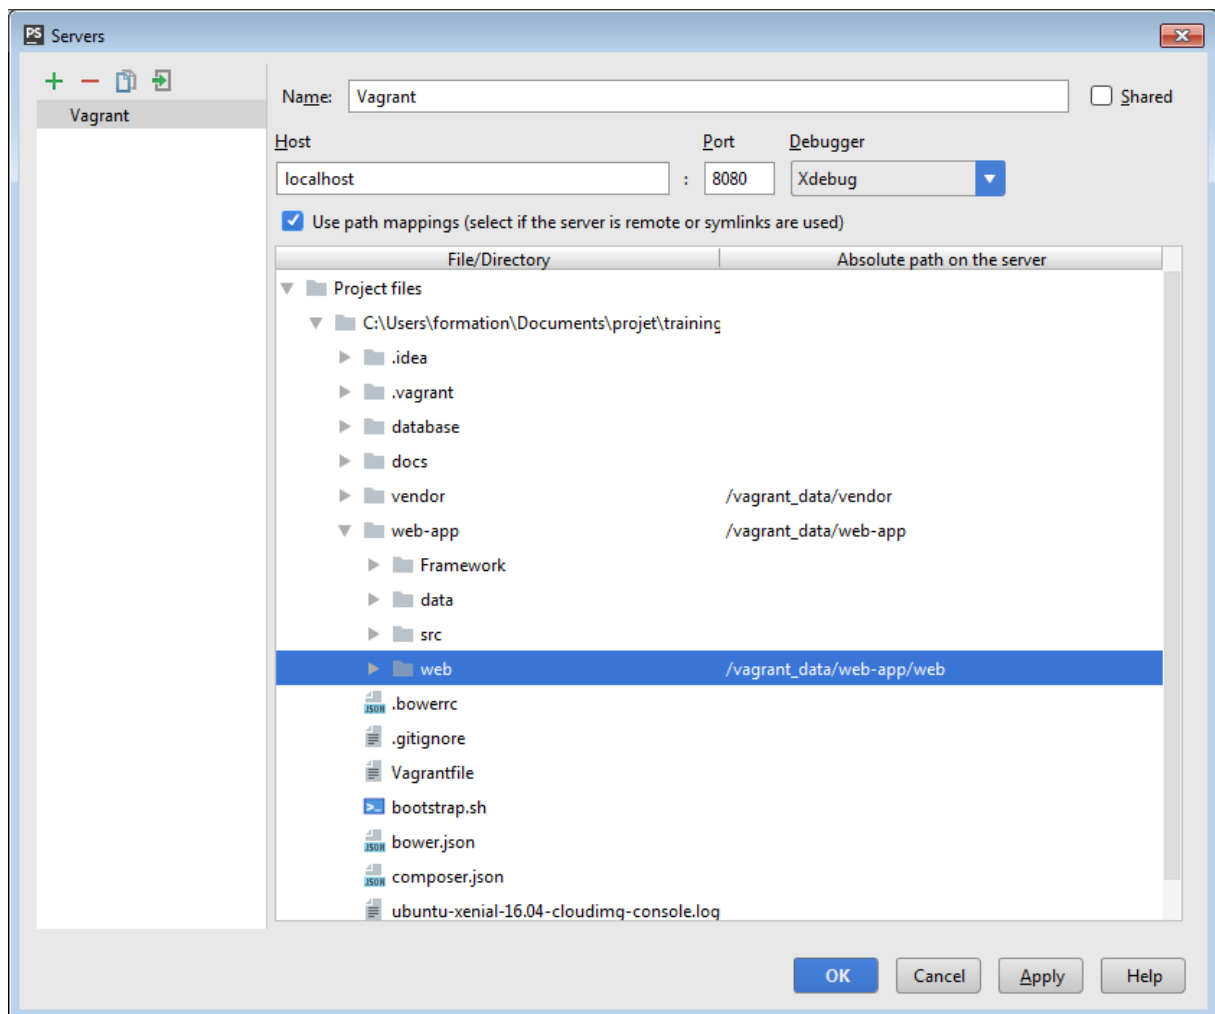 PS Servers
Name: Vagrant Shared
Vagrant
Host Port Debugger
localhost : 8080 Xdebug
Use path mappings (select if the server is remote or symlinks are used)
File/Directory Absolute path on the server
Project files
C:\Users\formation\Documents\projet\training
.idea
.vagrant
database
docs
vendor /vagrant_data/vendor
web-app /vagrant_data/web-app
Framework
data
src
web /vagrant_data/web-app/web
JSON .bowerrc
.gitignore
Vagrantfile
bootstrap.sh
JSON bower.json
JSON composer.json
ubuntu-xenial-16.04-cloudimg-console.log
OK Cancel Apply Help